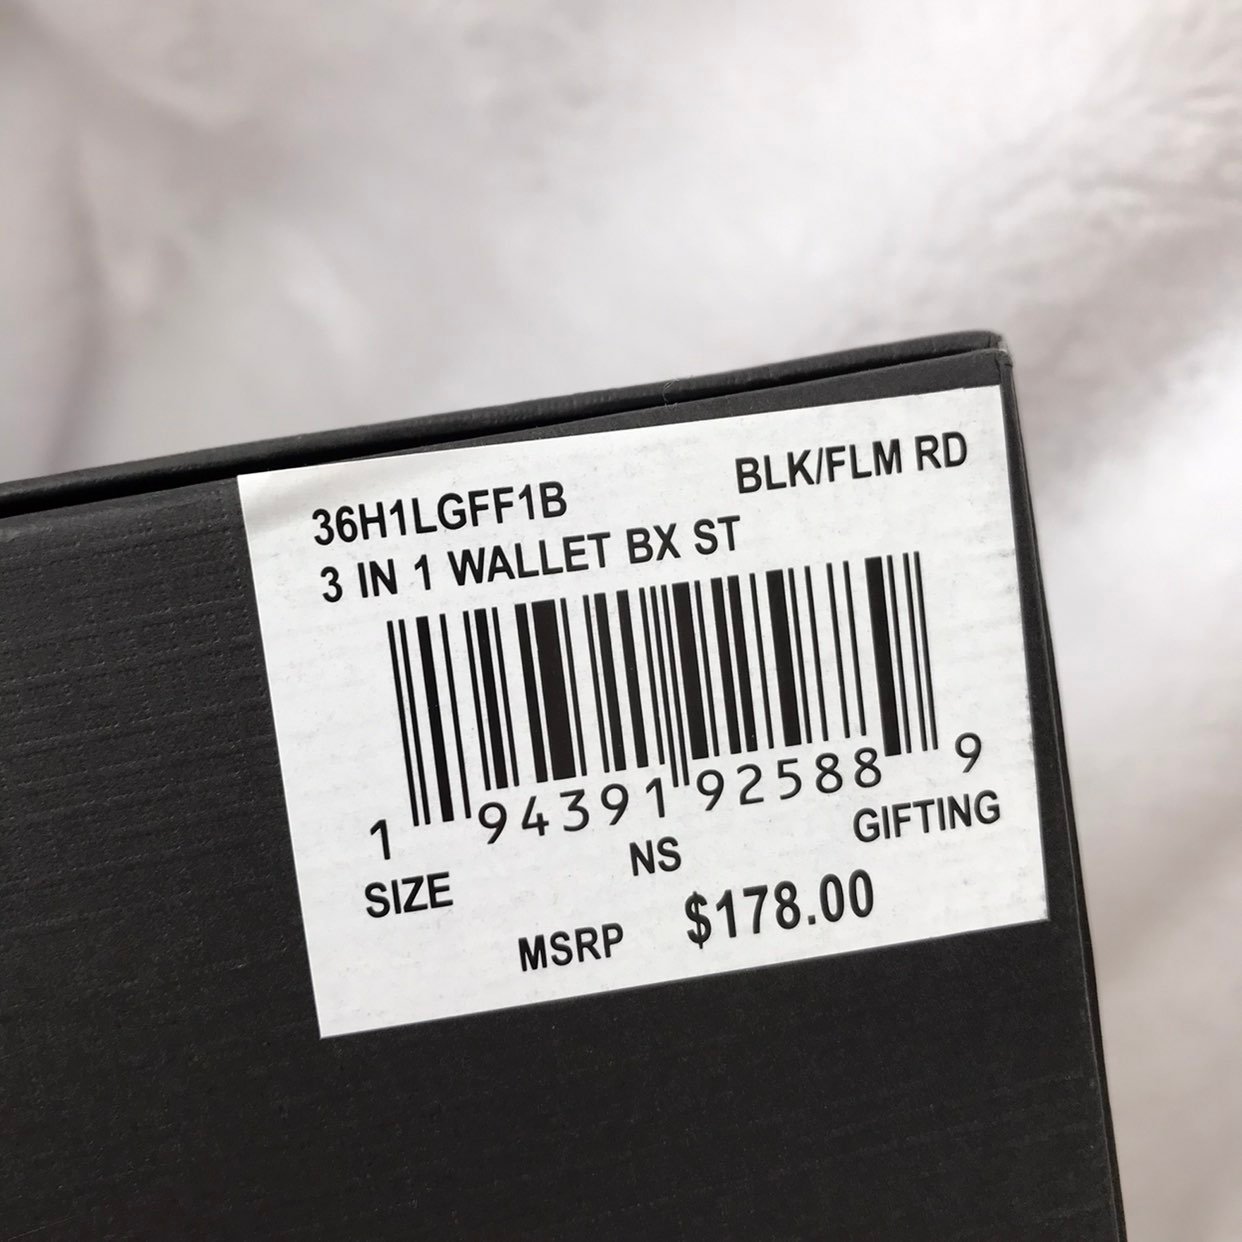 36H1LGFF1B BLK/FLM RD
3 IN 1 WALLET BX ST
1 94391 92588 9
SIZE NS GIFTING
MSRP $178.00